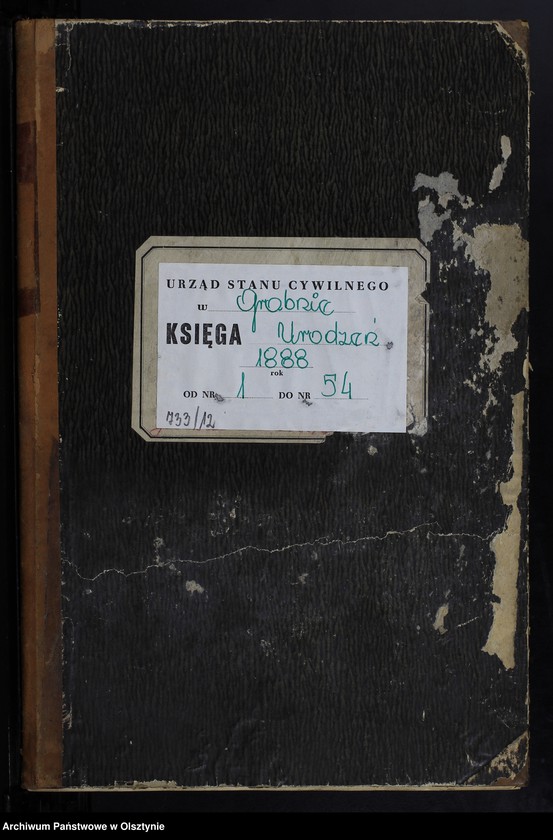 URZĄD STANU CYWILNEGO
w Grabnie
KSIĘGA Urodzeń
1888
rok
OD NR 1 DO NR 54
733/12
Archiwum Państwowe w Olsztynie